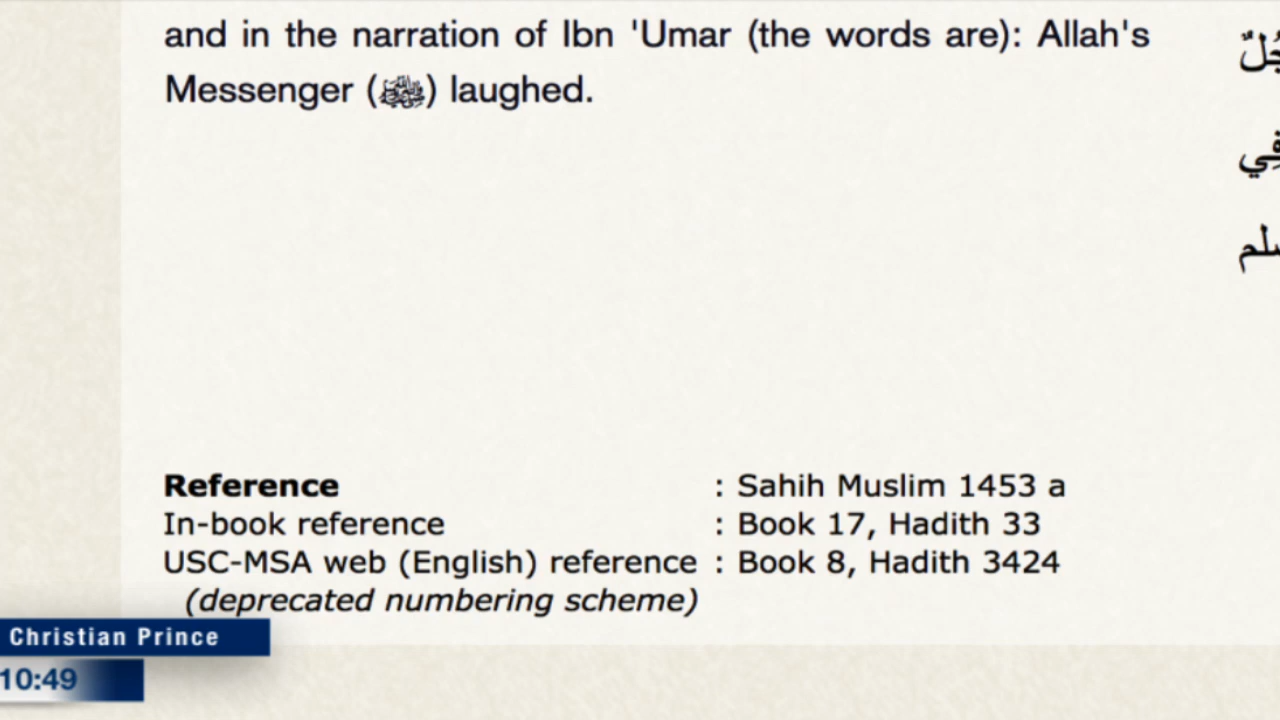 and in the narration of Ibn 'Umar (the words are): Allah's
Messenger (ﷺ) laughed.
في
Reference : Sahih Muslim 1453 a
In-book reference : Book 17, Hadith 33
USC-MSA web (English) reference : Book 8, Hadith 3424
(deprecated numbering scheme)
Christian Prince
10:49